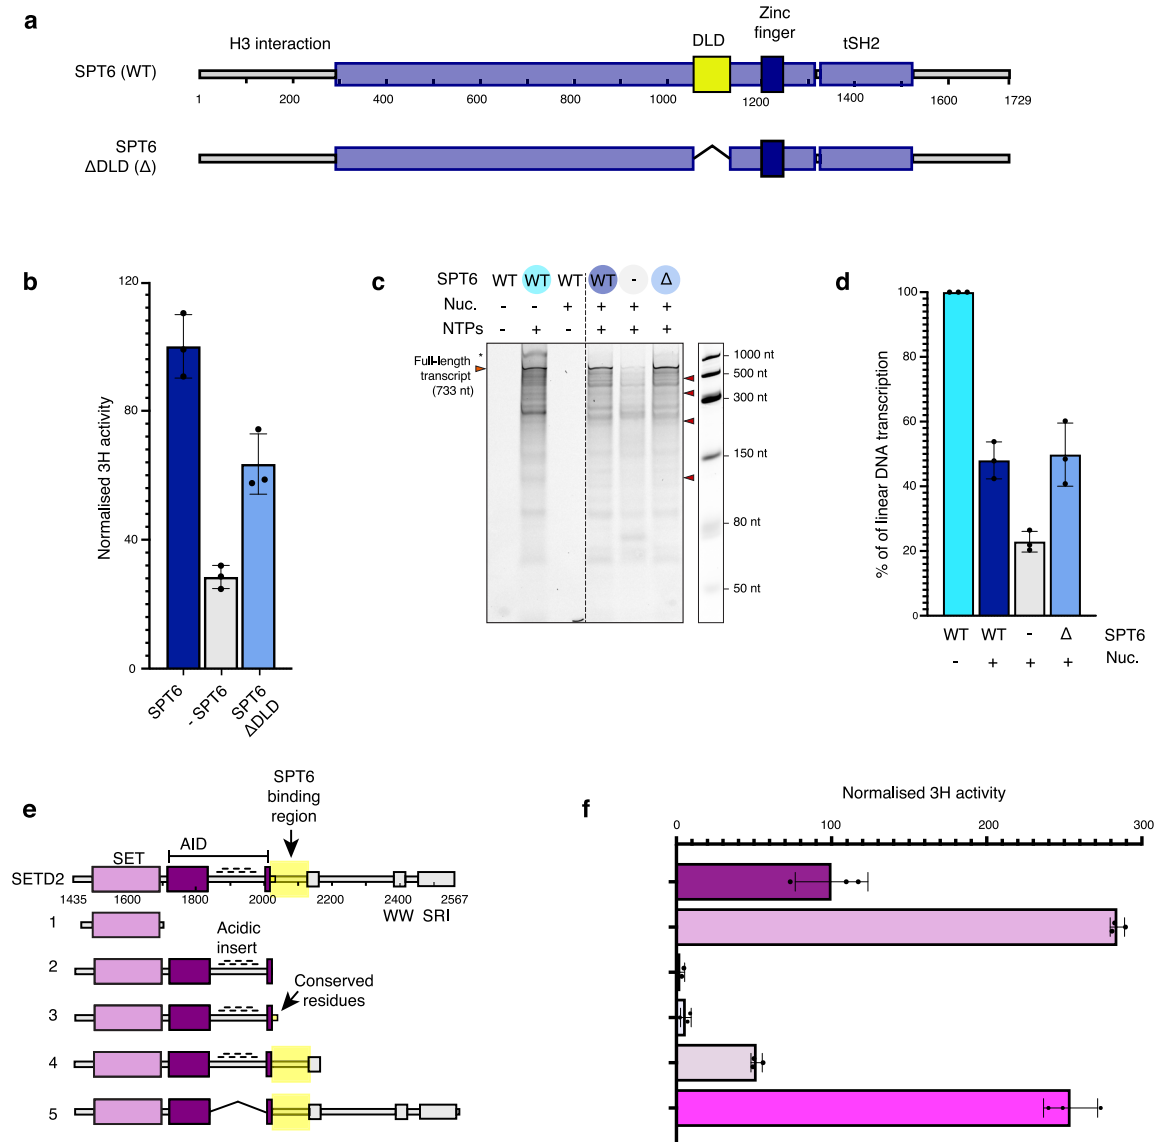 a
Zinc
finger
H3 interaction
DLD
tSH2
SPT6 (WT)
1 200 400 600 800 1000 1200 1400 1600 1729
SPT6
ΔDLD (Δ)
b
120
80
40
0
Normalised 3H activity
SPT6
- SPT6
SPT6
ΔDLD
c
SPT6 WT WT WT WT - Δ
Nuc. - - + + + +
NTPs - + - + + +
*
Full-length
transcript
(733 nt)
1000 nt
500 nt
300 nt
150 nt
80 nt
50 nt
d
100
80
60
40
20
0
% of of linear DNA transcription
WT WT - Δ SPT6
- + + + Nuc.
e
SPT6
binding
region
AID
SET
SETD2
1435 1600 1800 2000 2200 2400 2567
WW SRI
1
Acidic
insert
2
Conserved
residues
3
4
5
f
Normalised 3H activity
0 100 200 300